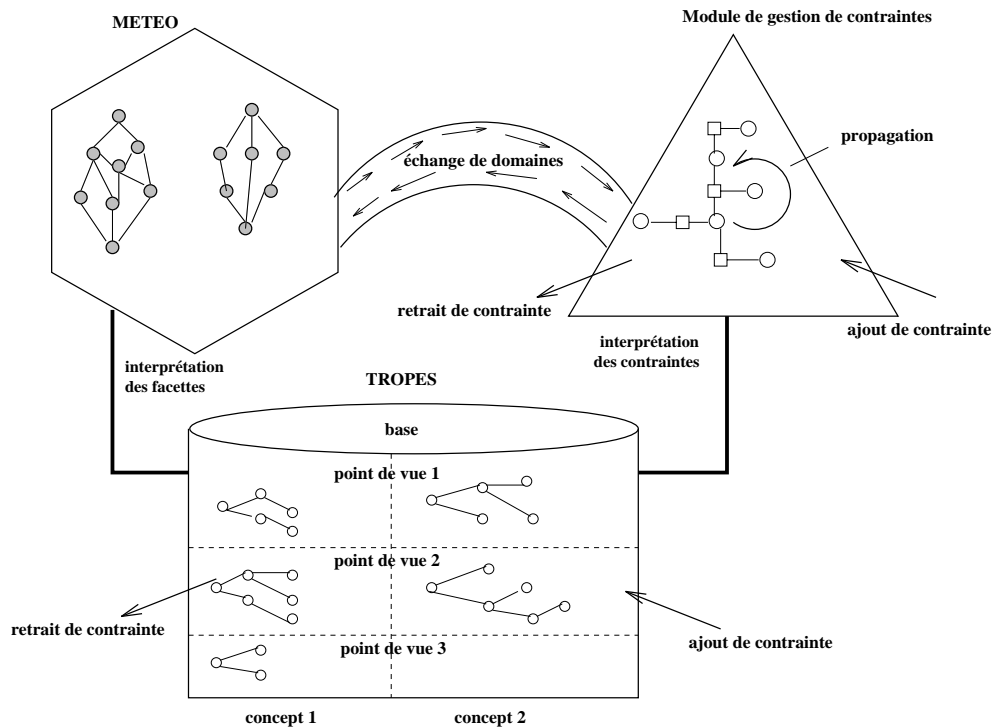 METEO
Module de gestion de contraintes
propagation
échange de domaines
retrait de contrainte
ajout de contrainte
interprétation
des facettes
interprétation
des contraintes
TROPES
base
point de vue 1
point de vue 2
retrait de contrainte
ajout de contrainte
point de vue 3
concept 1
concept 2